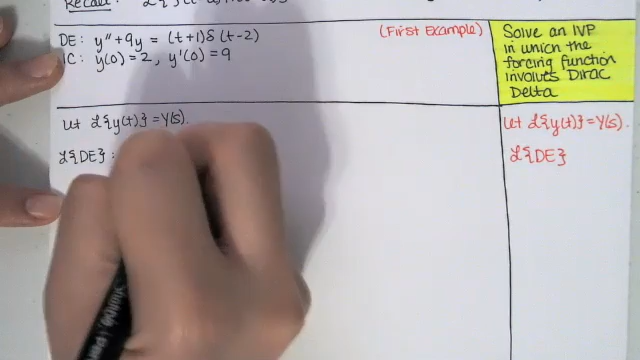 Recall:
DE: y" + 9y = (t+1)δ(t-2) (First Example)
IC: y(0) = 2, y'(0) = 9
Solve an IVP
in which the
forcing function
involves Dirac
Delta
Let ℒ{y(t)} = Y(s).
ℒ{DE} :
Let ℒ{y(t)} = Y(s).
ℒ{DE}